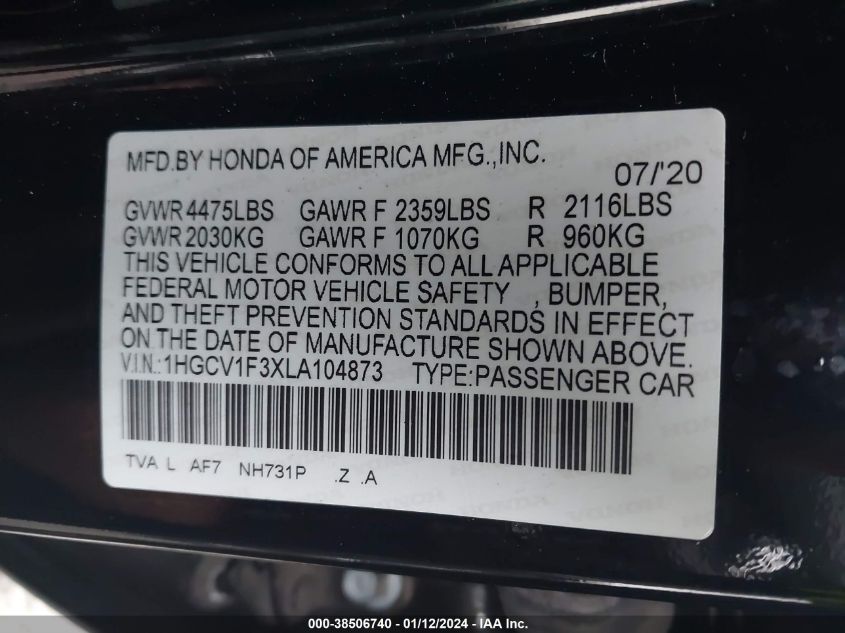 MFD.BY HONDA OF AMERICA MFG.,INC.
07/'20
GVWR 4475LBS GAWR F 2359LBS R 2116LBS
GVWR 2030KG GAWR F 1070KG R 960KG
THIS VEHICLE CONFORMS TO ALL APPLICABLE
FEDERAL MOTOR VEHICLE SAFETY , BUMPER,
AND THEFT PREVENTION STANDARDS IN EFFECT
ON THE DATE OF MANUFACTURE SHOWN ABOVE.
V.I.N.:1HGCV1F3XLA104873 TYPE:PASSENGER CAR
TVA L AF7 NH731P .Z .A
000-38506740 - 01/12/2024 - IAA Inc.